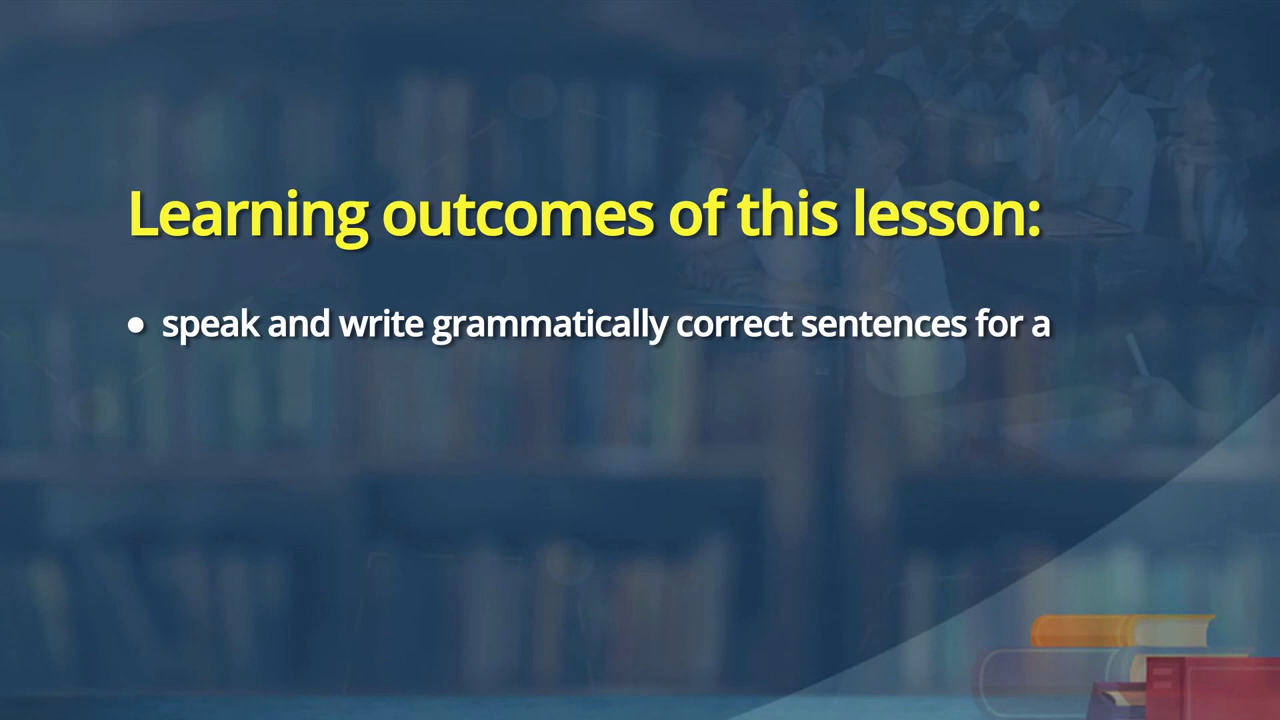 Learning outcomes of this lesson:
● speak and write grammatically correct sentences for a